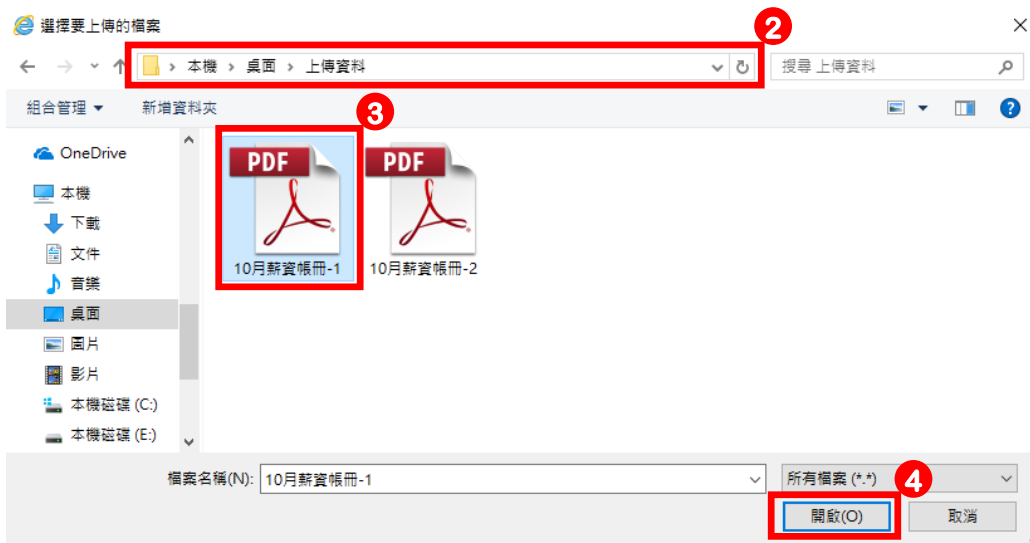 選擇要上傳的檔案
2
本機 > 桌面 > 上傳資料
搜尋 上傳資料
組合管理
新增資料夾
3
OneDrive
本機
下載
文件
音樂
桌面
圖片
影片
本機磁碟 (C:)
本機磁碟 (E:)
PDF
10月薪資帳冊-1
PDF
10月薪資帳冊-2
檔案名稱(N):
10月薪資帳冊-1
所有檔案 (*.*)
4
開啟(O)
取消